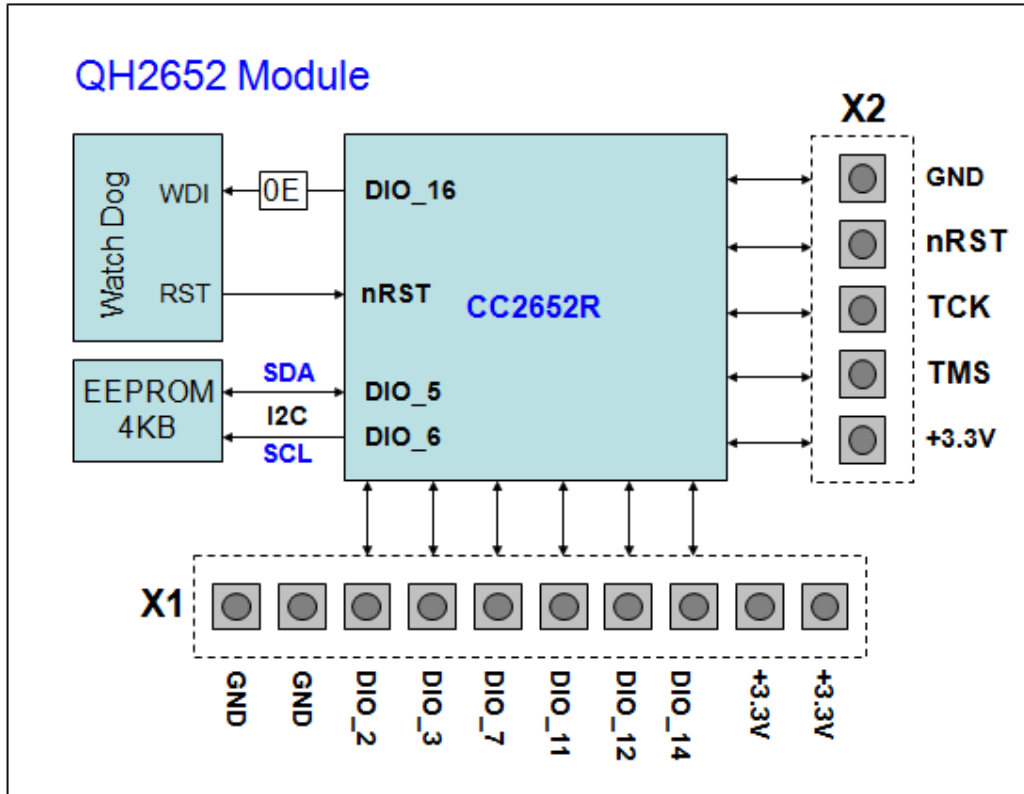 QH2652 Module
X2
Watch Dog
WDI
0E
DIO_16
RST
nRST
CC2652R
GND
nRST
TCK
TMS
+3.3V
EEPROM
4KB
SDA
I2C
SCL
DIO_5
DIO_6
X1
GND
GND
DIO_2
DIO_3
DIO_7
DIO_11
DIO_12
DIO_14
+3.3V
+3.3V